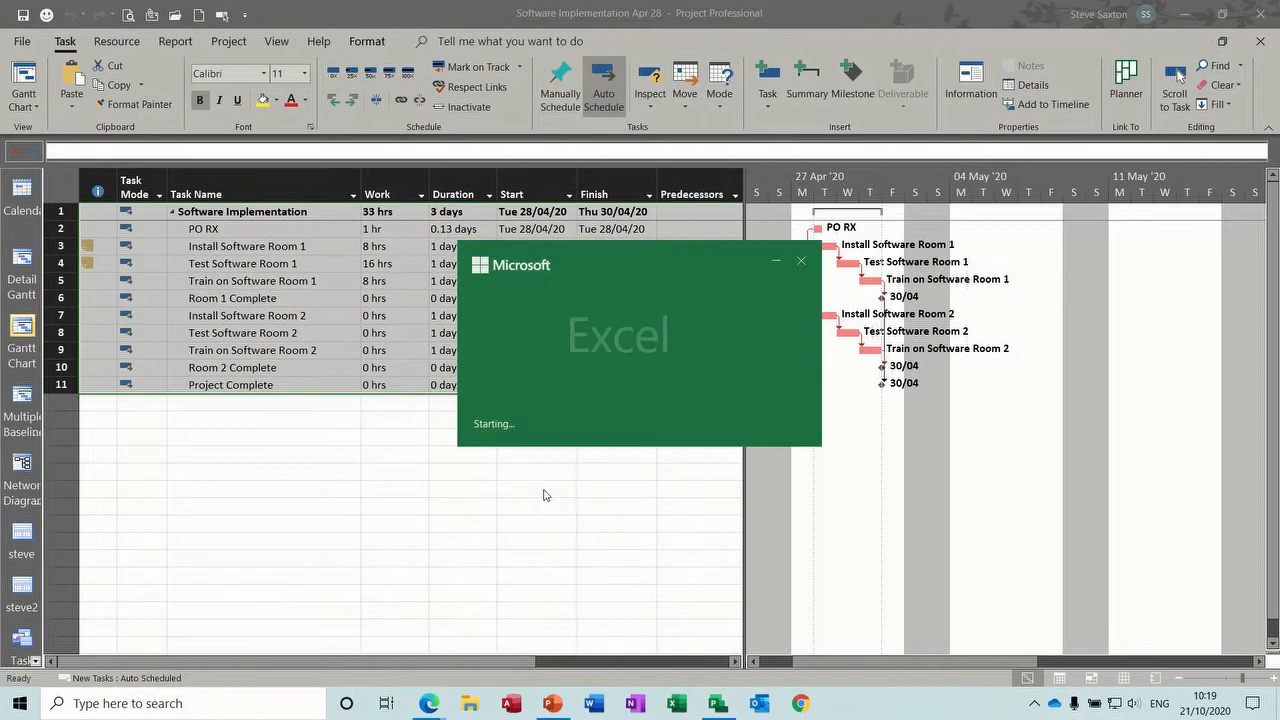 Software Implementation Apr 28 - Project Professional
Steve Saxton SS
File Task Resource Report Project View Help Format Tell me what you want to do
Gantt Chart
View
Paste
Cut
Copy
Format Painter
Clipboard
Calibri 11
B I U A
Font
0% 25% 50% 75% 100%
Mark on Track
Respect Links
Inactivate
Schedule
Manually Schedule
Auto Schedule
Inspect
Move
Mode
Tasks
Task
Summary
Milestone
Deliverable
Insert
Information
Notes
Details
Add to Timeline
Properties
Planner
Link To
Scroll to Task
Find
Clear
Fill
Editing
Task Mode Task Name Work Duration Start Finish Predecessors
1 Software Implementation 33 hrs 3 days Tue 28/04/20 Thu 30/04/20
2 PO RX 1 hr 0.13 days Tue 28/04/20 Tue 28/04/20
3 Install Software Room 1 8 hrs 1 day
4 Test Software Room 1 16 hrs 1 day
5 Train on Software Room 1 8 hrs 1 day
6 Room 1 Complete 0 hrs 0 day
7 Install Software Room 2 0 hrs 1 day
8 Test Software Room 2 0 hrs 1 day
9 Train on Software Room 2 0 hrs 1 day
10 Room 2 Complete 0 hrs 0 day
11 Project Complete 0 hrs 0 day
Microsoft
Excel
Starting...
27 Apr '20 04 May '20 11 May '20
S S M T W T F S S M T W T F S S M T W T F S S
PO RX
Install Software Room 1
Test Software Room 1
Train on Software Room 1
30/04
Install Software Room 2
Test Software Room 2
Train on Software Room 2
30/04
30/04
Calenda
Detail Gantt
Gantt Chart
Multiple Baselin
Network Diagra
steve
steve2
Task
Ready New Tasks : Auto Scheduled
Type here to search
ENG
10:19
21/10/2020